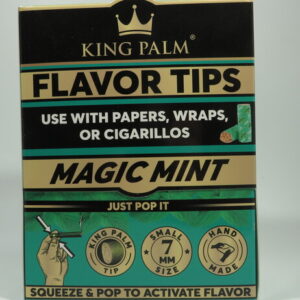 KING PALM®
FLAVOR TIPS
USE WITH PAPERS, WRAPS,
OR CIGARILLOS
MAGIC MINT
JUST POP IT
KING PALM
TIP
SMALL
7
MM
SIZE
HAND
MADE
SQUEEZE & POP TO ACTIVATE FLAVOR